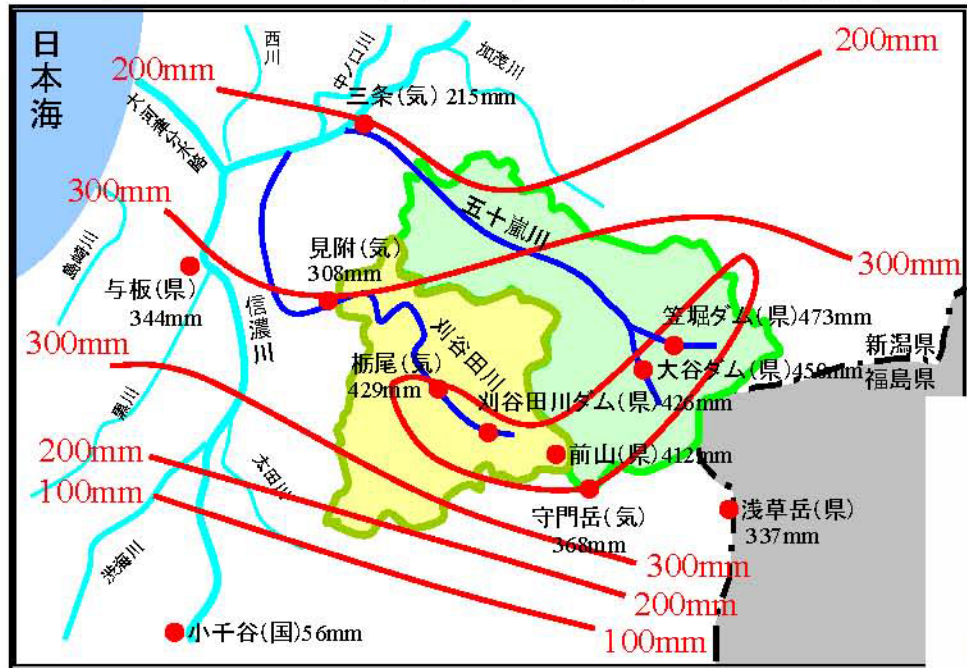 日本海
西川
中ノ口川
加茂川
200mm
200mm
三条(気) 215mm
大河津分水路
300mm
五十嵐川
島崎川
見附(気)
308mm
300mm
与板(県)
344mm
信濃川
刈谷田川
笠堀ダム(県)473mm
新潟県
福島県
300mm
栃尾(気)
429mm
大谷ダム(県)450mm
刈谷田川ダム(県)426mm
黒川
200mm
100mm
太田川
前山(県)412mm
守門岳(気)
368mm
浅草岳(県)
337mm
渋海川
300mm
200mm
100mm
小千谷(国)56mm